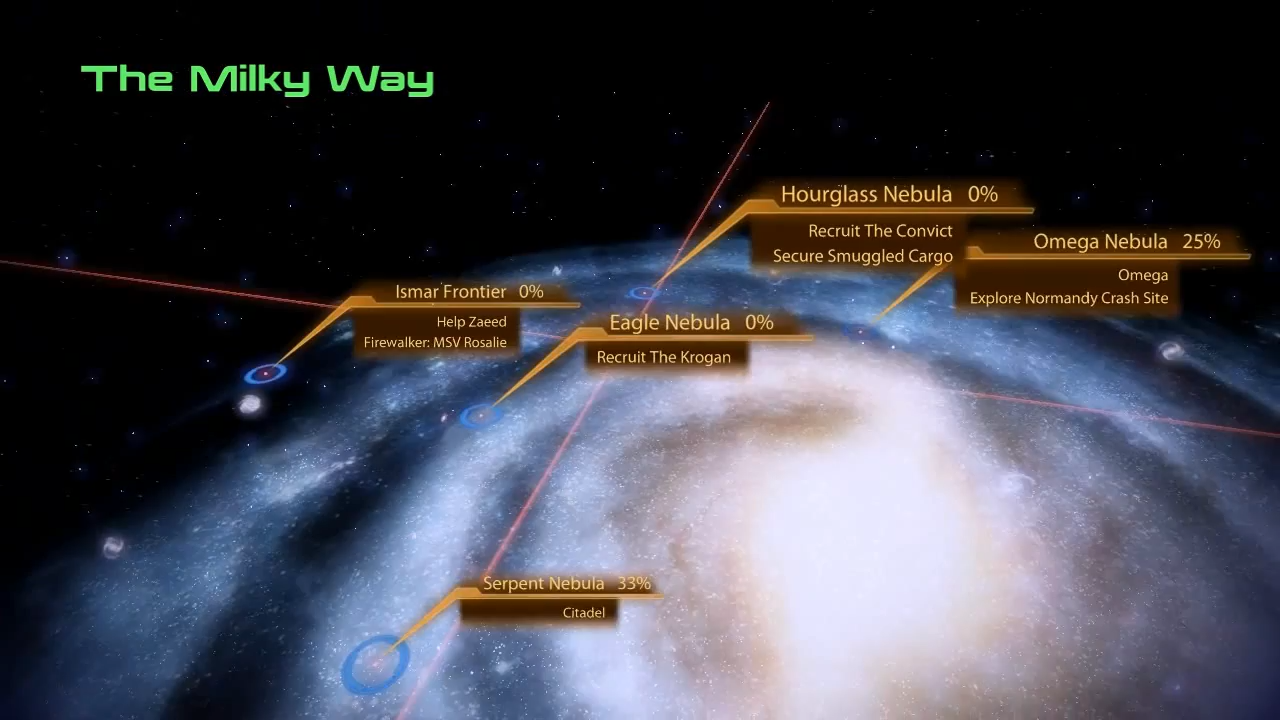 The Milky Way
Hourglass Nebula 0%
Recruit The Convict
Secure Smuggled Cargo
Omega Nebula 25%
Omega
Explore Normandy Crash Site
Ismar Frontier 0%
Help Zaeed
Firewalker: MSV Rosalie
Eagle Nebula 0%
Recruit The Krogan
Serpent Nebula 33%
Citadel